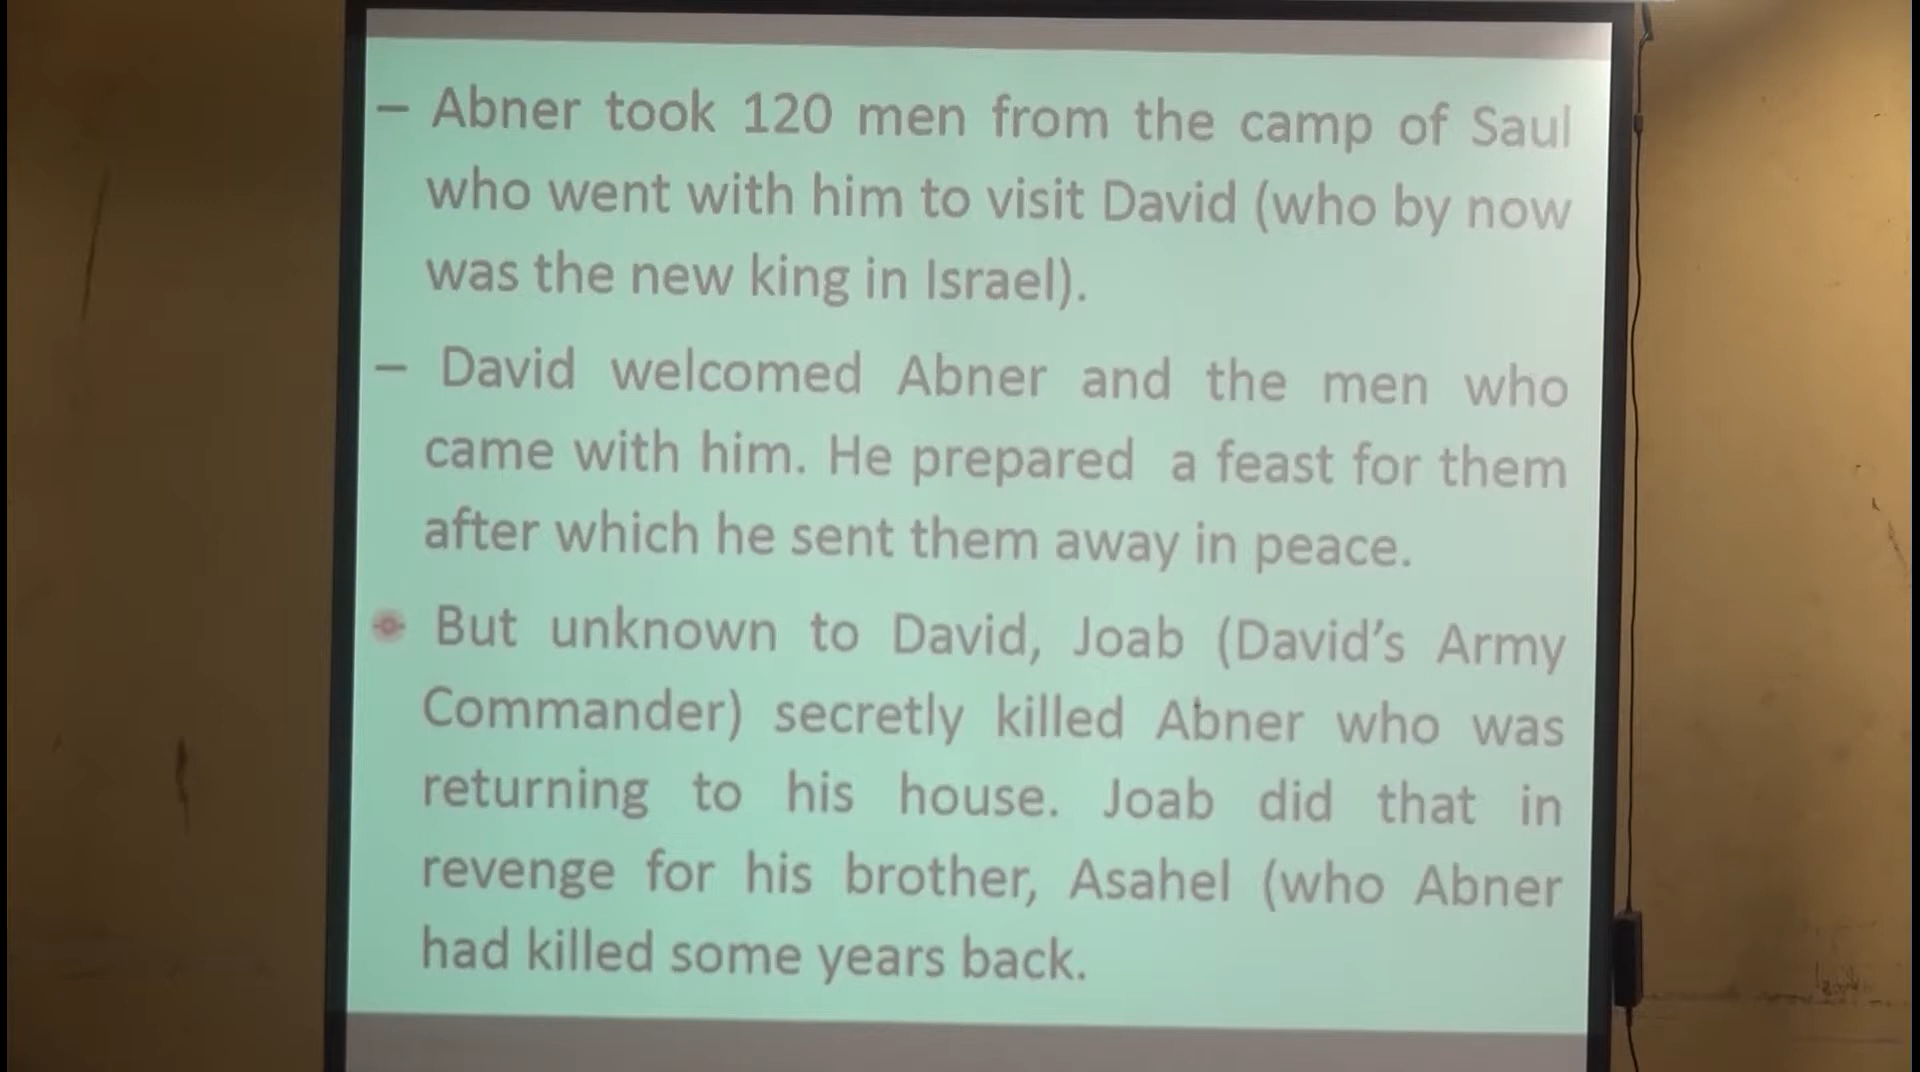 – Abner took 120 men from the camp of Saul
who went with him to visit David (who by now
was the new king in Israel).
– David welcomed Abner and the men who
came with him. He prepared a feast for them
after which he sent them away in peace.
But unknown to David, Joab (David's Army
Commander) secretly killed Abner who was
returning to his house. Joab did that in
revenge for his brother, Asahel (who Abner
had killed some years back.